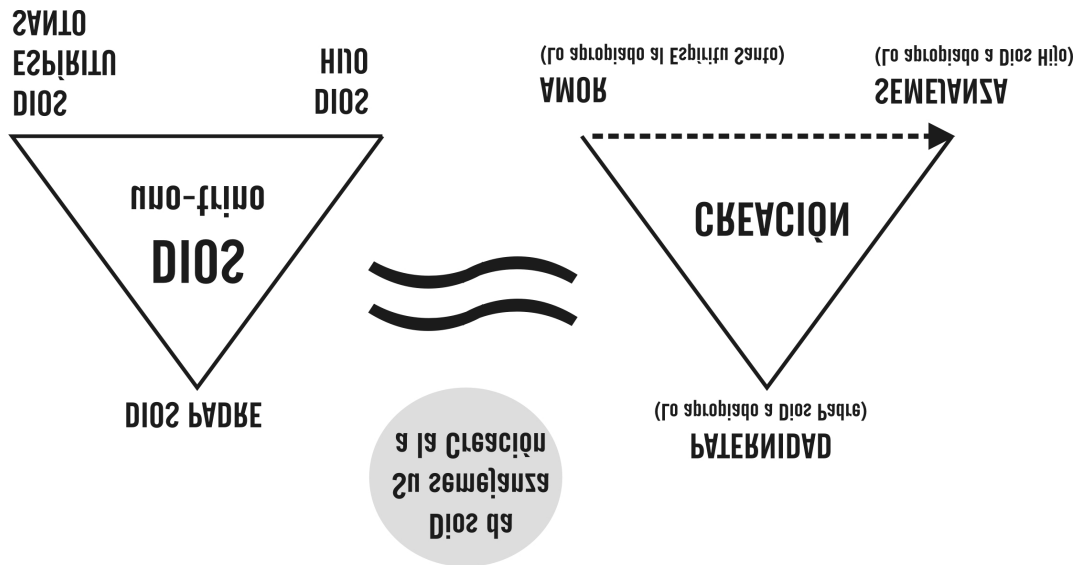 Dios da
Su semejanza
a la Creación
DIOS PADRE
PATERNIDAD
(Lo apropiado a Dios Padre)
DIOS
uno-trino
CREACIÓN
DIOS
ESPÍRITU
SANTO
DIOS
HIJO
AMOR
(Lo apropiado al Espíritu Santo)
SEMEJANZA
(Lo apropiado a Dios Hijo)